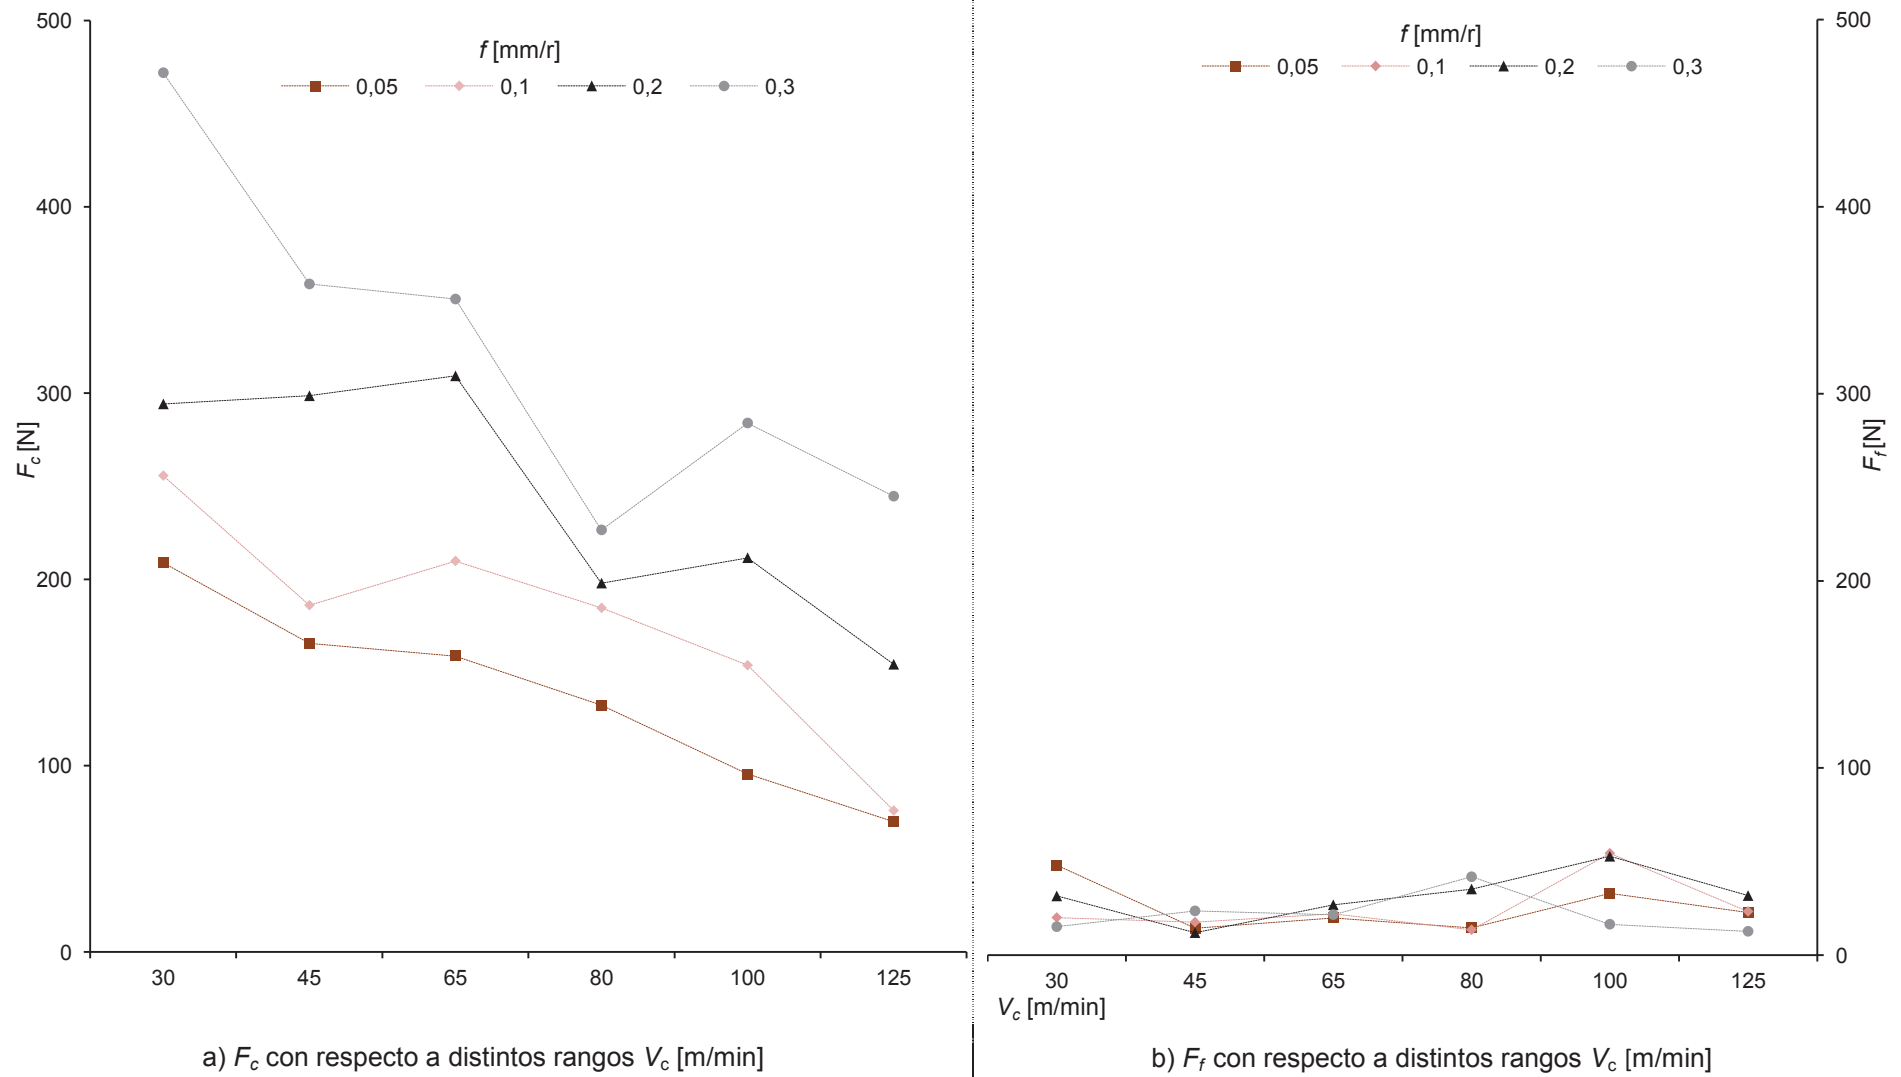 500
400
300
200
100
0
F_c [N]
f [mm/r]
0,05 0,1 0,2 0,3
30 45 65 80 100 125
a) F_c con respecto a distintos rangos V_c [m/min]
f [mm/r]
0,05 0,1 0,2 0,3
500
400
300
200
100
0
F_f [N]
30 45 65 80 100 125
V_c [m/min]
b) F_f con respecto a distintos rangos V_c [m/min]